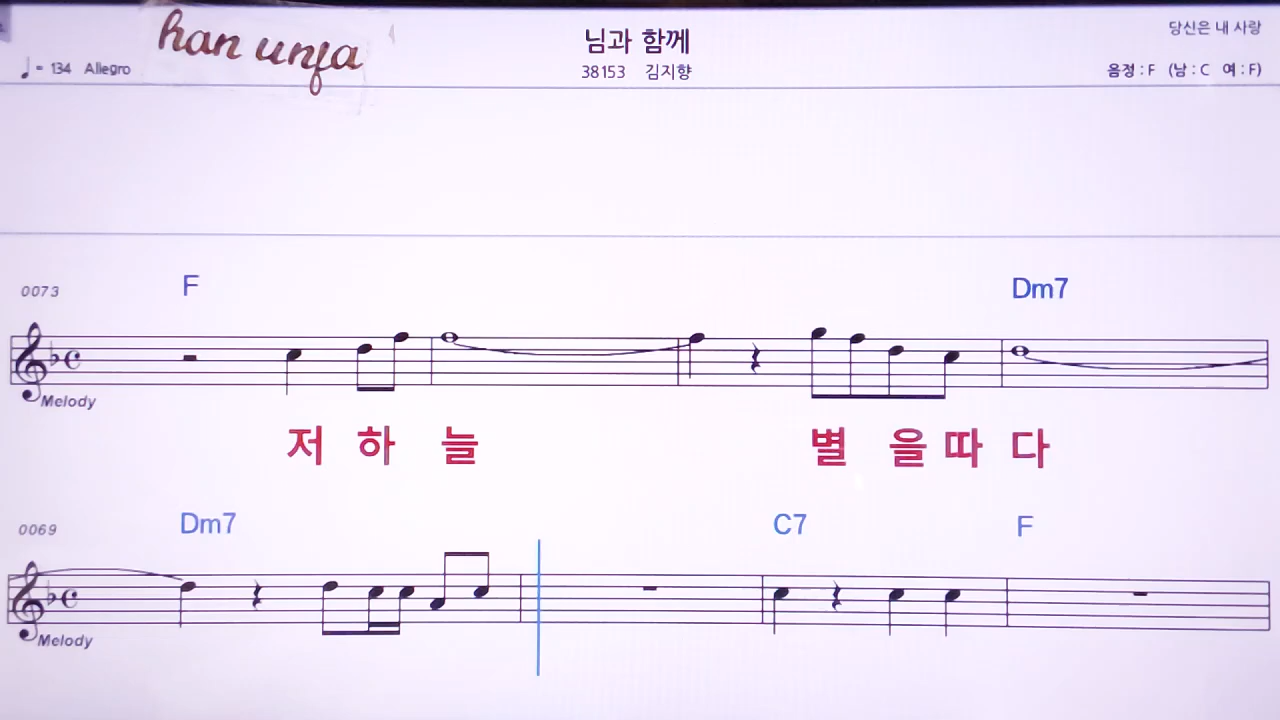 han unja
님과 함께
당신은 내 사랑
♩= 134 Allegro
38153 김지향
음정 : F (남 : C 여 : F)
0073 F Dm7
Melody
저 하 늘 별 을 따 다
0069 Dm7 C7 F
Melody